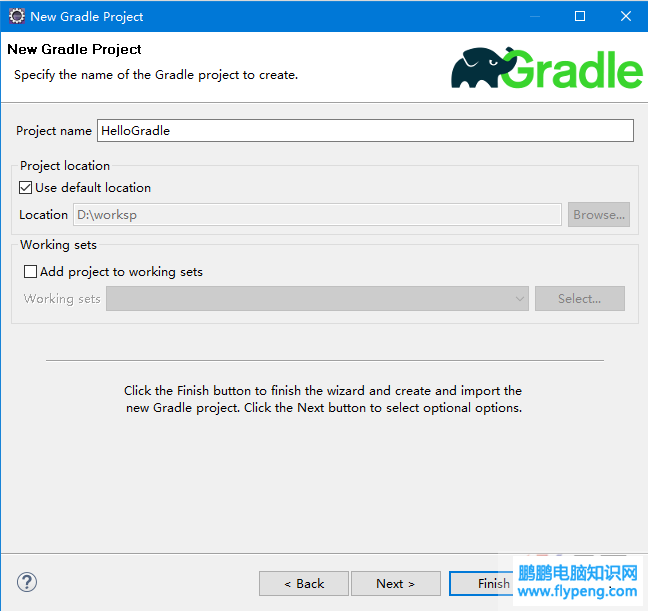 New Gradle Project
New Gradle Project
Specify the name of the Gradle project to create.
Gradle
Project name HelloGradle
Project location
Use default location
Location D:\worksp Browse...
Working sets
Add project to working sets
Working sets Select...
Click the Finish button to finish the wizard and create and import the
new Gradle project. Click the Next button to select optional options.
? < Back Next > Finish
鹏鹏电脑知识网
www.flypeng.com